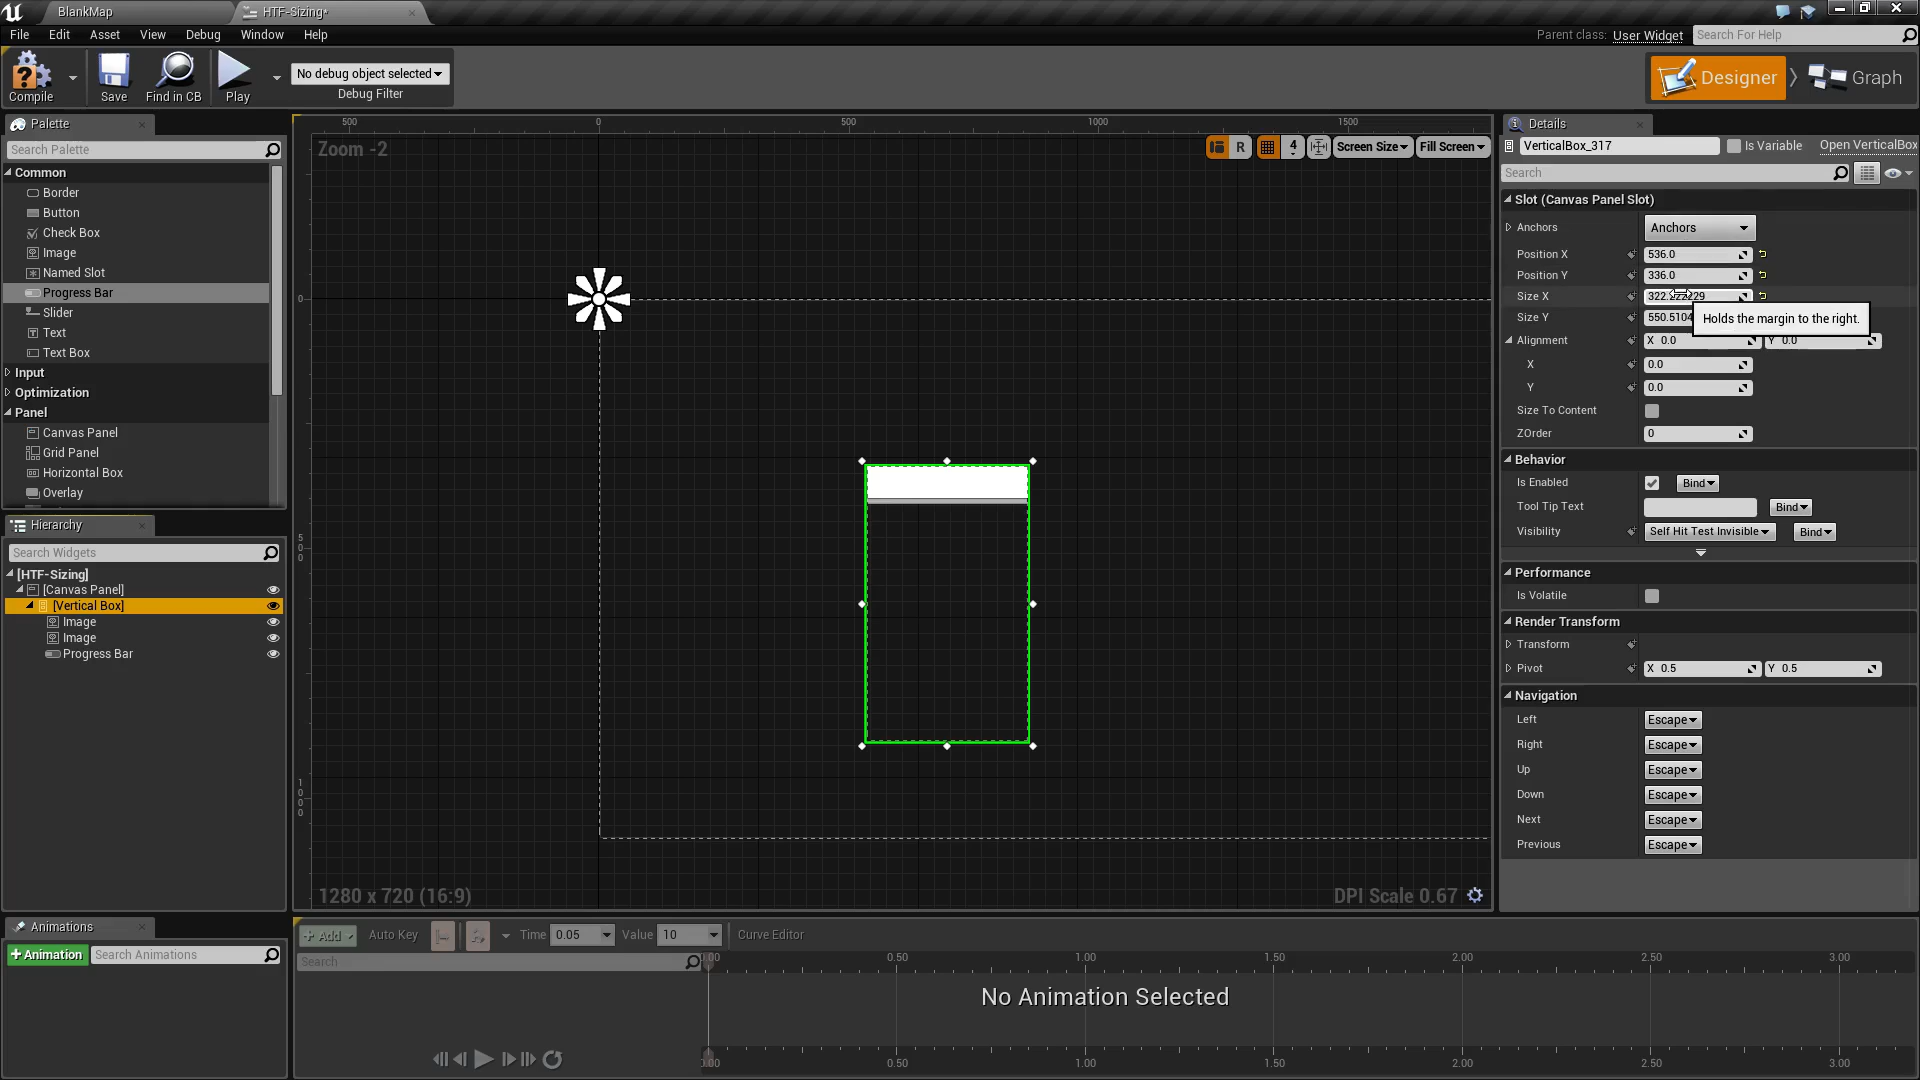 BlankMap
HTF-Sizing*
File Edit Asset View Debug Window Help
Parent class: User Widget Search For Help
Compile Save Find in CB Play
No debug object selected
Debug Filter
Designer Graph
Palette
Search Palette
Common
Border
Button
Check Box
Image
Named Slot
Progress Bar
Slider
Text
Text Box
Input
Optimization
Panel
Canvas Panel
Grid Panel
Horizontal Box
Overlay
Hierarchy
Search Widgets
[HTF-Sizing]
[Canvas Panel]
[Vertical Box]
Image
Image
Progress Bar
500 0 500 1000 1500
Zoom -2
R 4 Screen Size Fill Screen
0
500
1000
1280 x 720 (16:9)
DPI Scale 0.67
Details
VerticalBox_317 Is Variable Open VerticalBox
Search
Slot (Canvas Panel Slot)
Anchors Anchors
Position X 536.0
Position Y 336.0
Size X
Size Y 550.5104
Holds the margin to the right.
Alignment X 0.0 Y 0.0
X 0.0
Y 0.0
Size To Content
ZOrder 0
Behavior
Is Enabled Bind
Tool Tip Text Bind
Visibility Self Hit Test Invisible Bind
Performance
Is Volatile
Render Transform
Transform
Pivot X 0.5 Y 0.5
Navigation
Left Escape
Right Escape
Up Escape
Down Escape
Next Escape
Previous Escape
Animations
+Animation Search Animations
+ Add Auto Key Time 0.05 Value 10 Curve Editor
Search
0.50 1.00 1.50 2.00 2.50 3.00
No Animation Selected
0.50 1.00 1.50 2.00 2.50 3.00